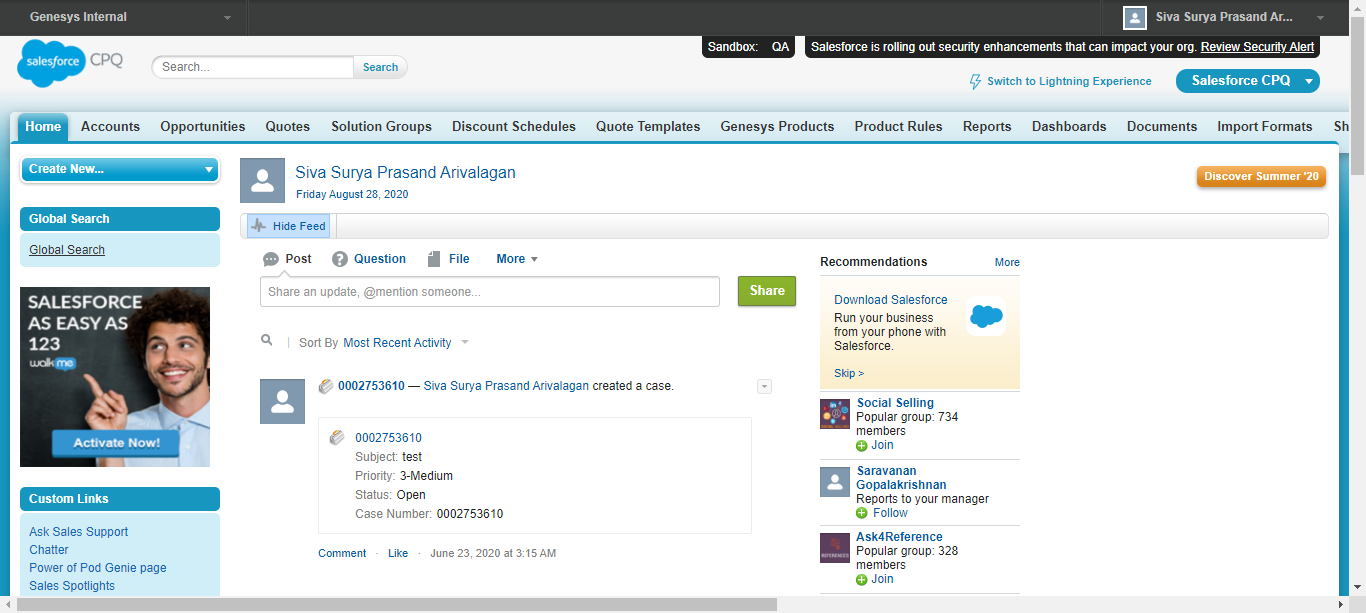 Genesys Internal
Siva Surya Prasand Ar...
salesforce CPQ
Search...
Search
Sandbox: QA
Salesforce is rolling out security enhancements that can impact your org. Review Security Alert
Switch to Lightning Experience
Salesforce CPQ
Home Accounts Opportunities Quotes Solution Groups Discount Schedules Quote Templates Genesys Products Product Rules Reports Dashboards Documents Import Formats Sh
Create New...
Global Search
Global Search
SALESFORCE
AS EASY AS
123
walkme
Activate Now!
Custom Links
Ask Sales Support
Chatter
Power of Pod Genie page
Sales Spotlights
Siva Surya Prasand Arivalagan
Friday August 28, 2020
Discover Summer '20
Hide Feed
Post Question File More
Share an update, @mention someone...
Share
Sort By Most Recent Activity
0002753610 — Siva Surya Prasand Arivalagan created a case.
0002753610
Subject: test
Priority: 3-Medium
Status: Open
Case Number: 0002753610
Comment · Like · June 23, 2020 at 3:15 AM
Recommendations More
Download Salesforce
Run your business
from your phone with
Salesforce.
Skip >
Social Selling
Popular group: 734
members
Join
Saravanan
Gopalakrishnan
Reports to your manager
Follow
Ask4Reference
REFERENCES
Popular group: 328
members
Join